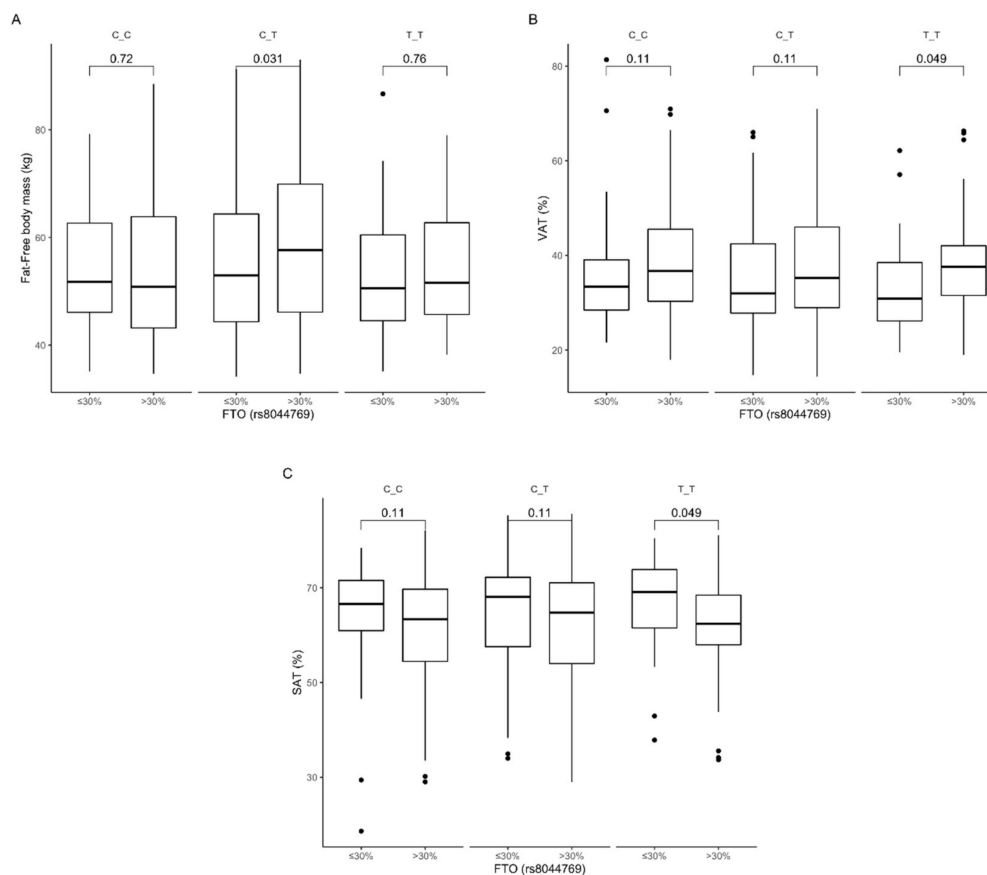 A
C_C C_T T_T
0.72 0.031 0.76
80
60
40
Fat-Free body mass (kg)
≤30% >30% ≤30% >30% ≤30% >30%
FTO (rs8044769)
B
C_C C_T T_T
0.11 0.11 0.049
80
60
40
20
VAT (%)
≤30% >30% ≤30% >30% ≤30% >30%
FTO (rs8044769)
C
C_C C_T T_T
0.11 0.11 0.049
70
50
30
SAT (%)
≤30% >30% ≤30% >30% ≤30% >30%
FTO (rs8044769)